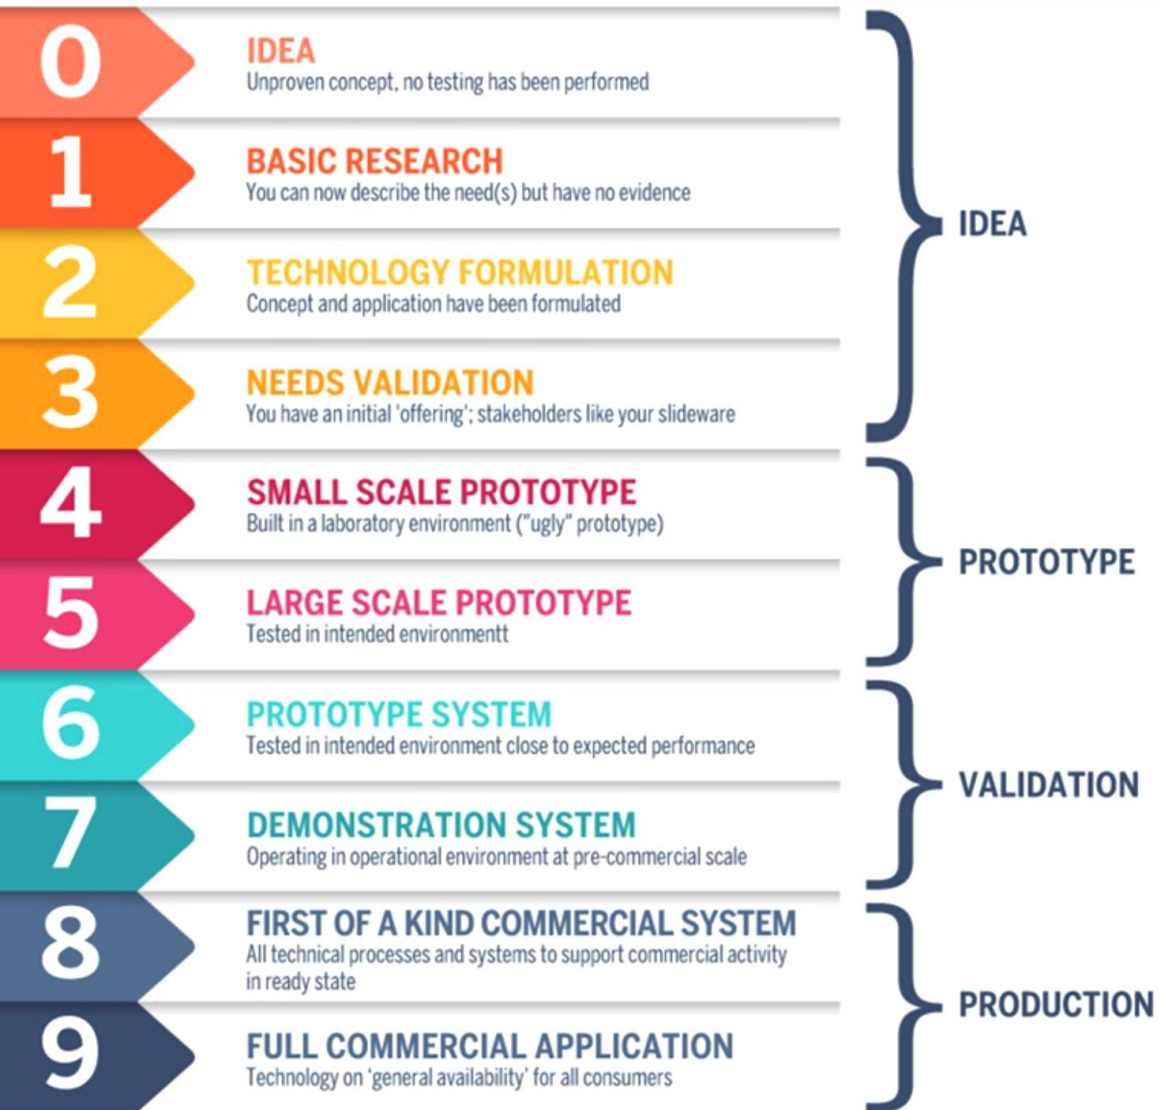 0
IDEA
Unproven concept, no testing has been performed
1
BASIC RESEARCH
You can now describe the need(s) but have no evidence
2
TECHNOLOGY FORMULATION
Concept and application have been formulated
3
NEEDS VALIDATION
You have an initial 'offering'; stakeholders like your slideware
IDEA
4
SMALL SCALE PROTOTYPE
Built in a laboratory environment ("ugly" prototype)
5
LARGE SCALE PROTOTYPE
Tested in intended environmentt
PROTOTYPE
6
PROTOTYPE SYSTEM
Tested in intended environment close to expected performance
7
DEMONSTRATION SYSTEM
Operating in operational environment at pre-commercial scale
VALIDATION
8
FIRST OF A KIND COMMERCIAL SYSTEM
All technical processes and systems to support commercial activity
in ready state
9
FULL COMMERCIAL APPLICATION
Technology on 'general availability' for all consumers
PRODUCTION